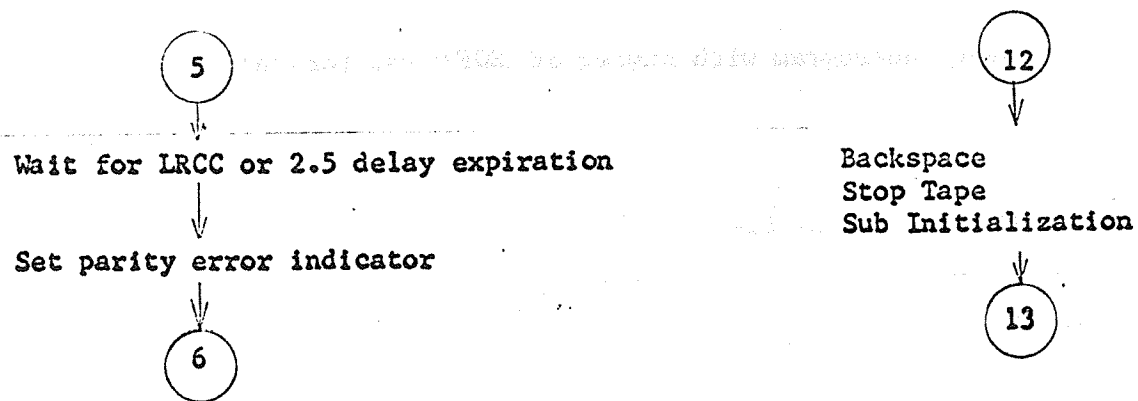 5
Wait for LRCC or 2.5 delay expiration
Set parity error indicator
6
12
Backspace
Stop Tape
Sub Initialization
13